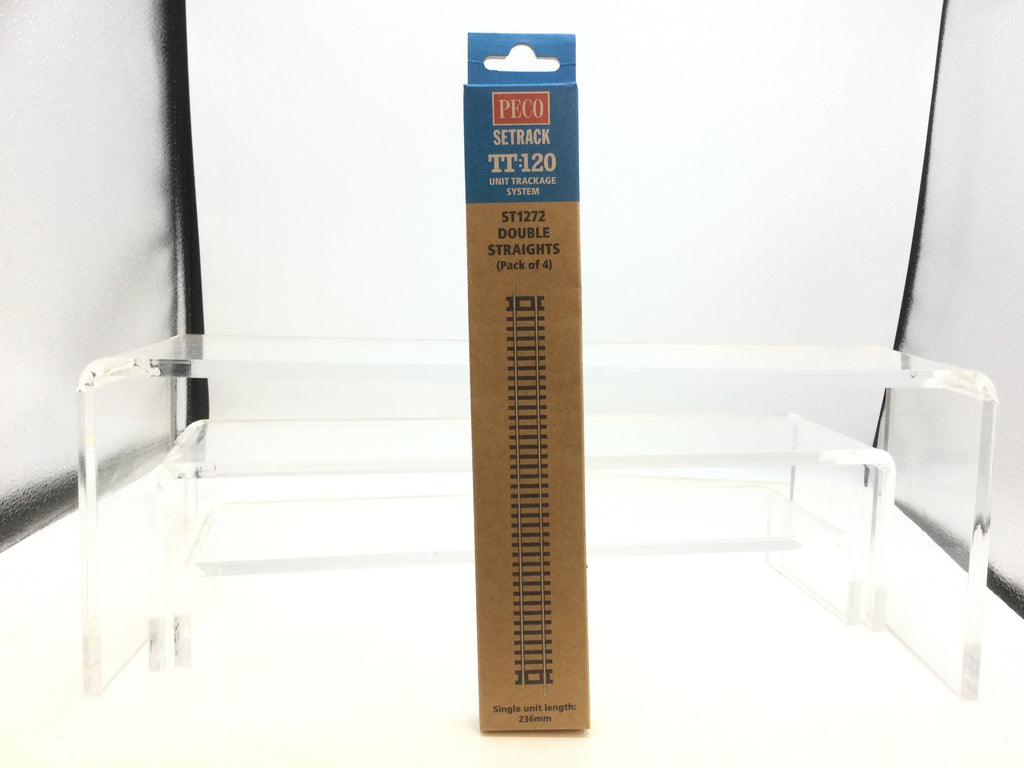 PECO
SETRACK
TT:120
UNIT TRACKAGE
SYSTEM
ST1272
DOUBLE
STRAIGHTS
(Pack of 4)
Single unit length:
236mm